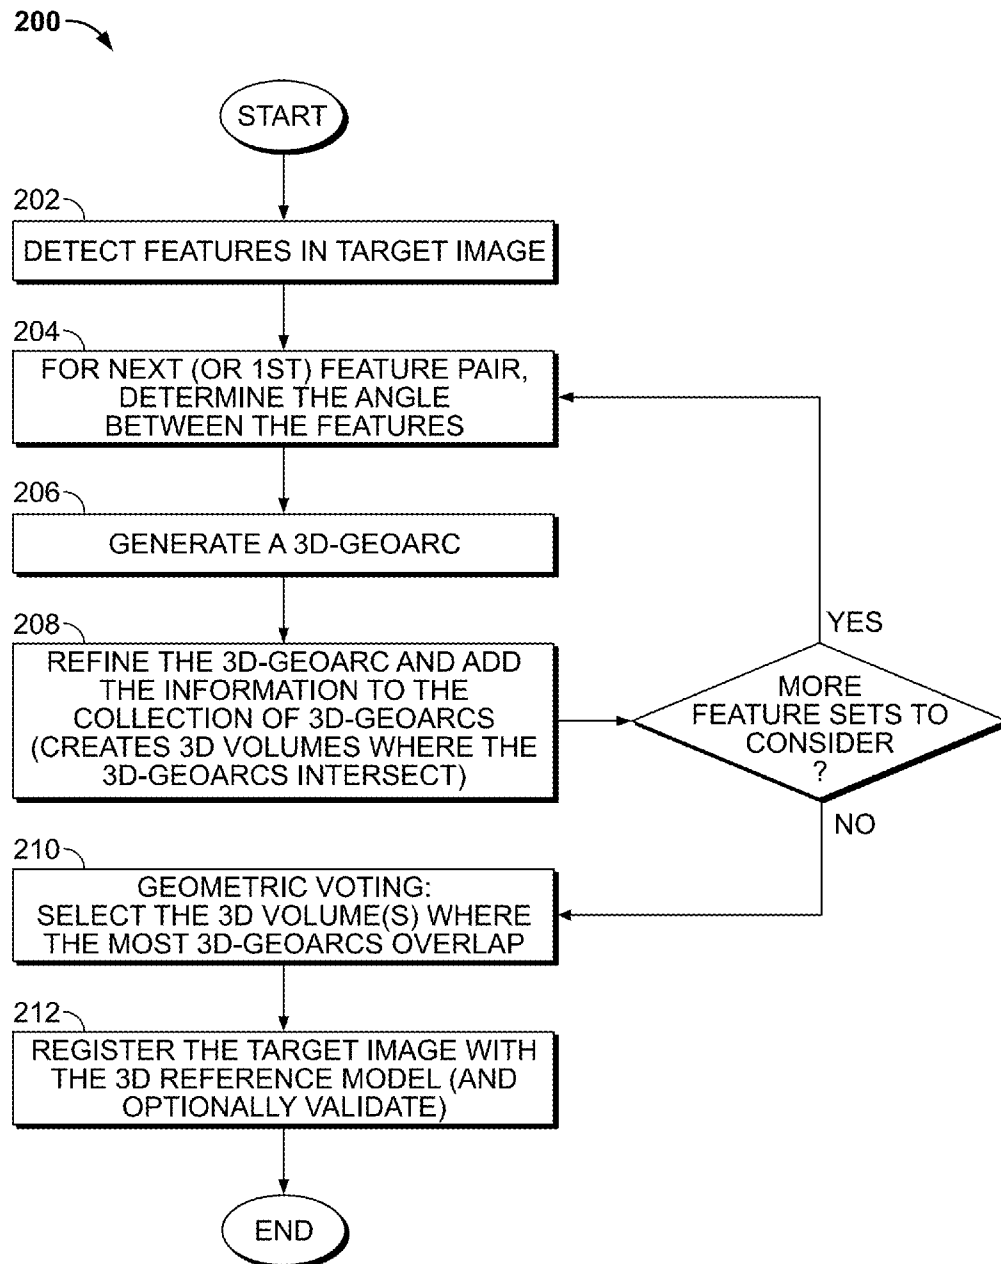 200
START
202
DETECT FEATURES IN TARGET IMAGE
204
FOR NEXT (OR 1ST) FEATURE PAIR,
DETERMINE THE ANGLE
BETWEEN THE FEATURES
206
GENERATE A 3D-GEOARC
208
REFINE THE 3D-GEOARC AND ADD
THE INFORMATION TO THE
COLLECTION OF 3D-GEOARCS
(CREATES 3D VOLUMES WHERE THE
3D-GEOARCS INTERSECT)
YES
MORE
FEATURE SETS TO
CONSIDER
?
NO
210
GEOMETRIC VOTING:
SELECT THE 3D VOLUME(S) WHERE
THE MOST 3D-GEOARCS OVERLAP
212
REGISTER THE TARGET IMAGE WITH
THE 3D REFERENCE MODEL (AND
OPTIONALLY VALIDATE)
END